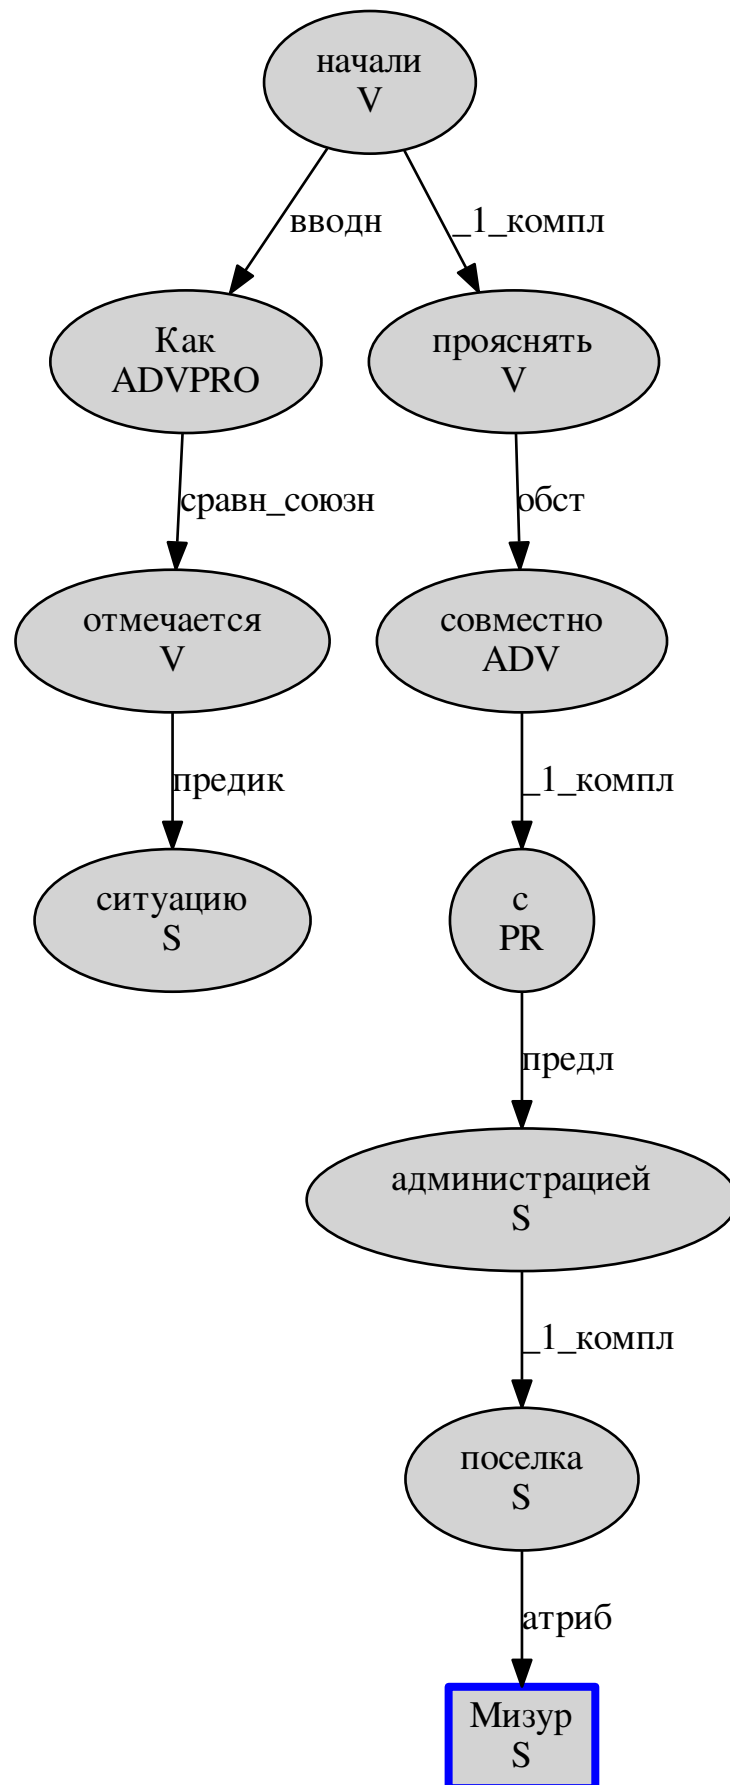 начали
V
вводн
_1_компл
Как
ADVPRO
прояснять
V
сравн_союзн
обст
отмечается
V
совместно
ADV
предик
_1_компл
ситуацию
S
с
PR
предл
администрацией
S
_1_компл
поселка
S
атриб
Мизур
S